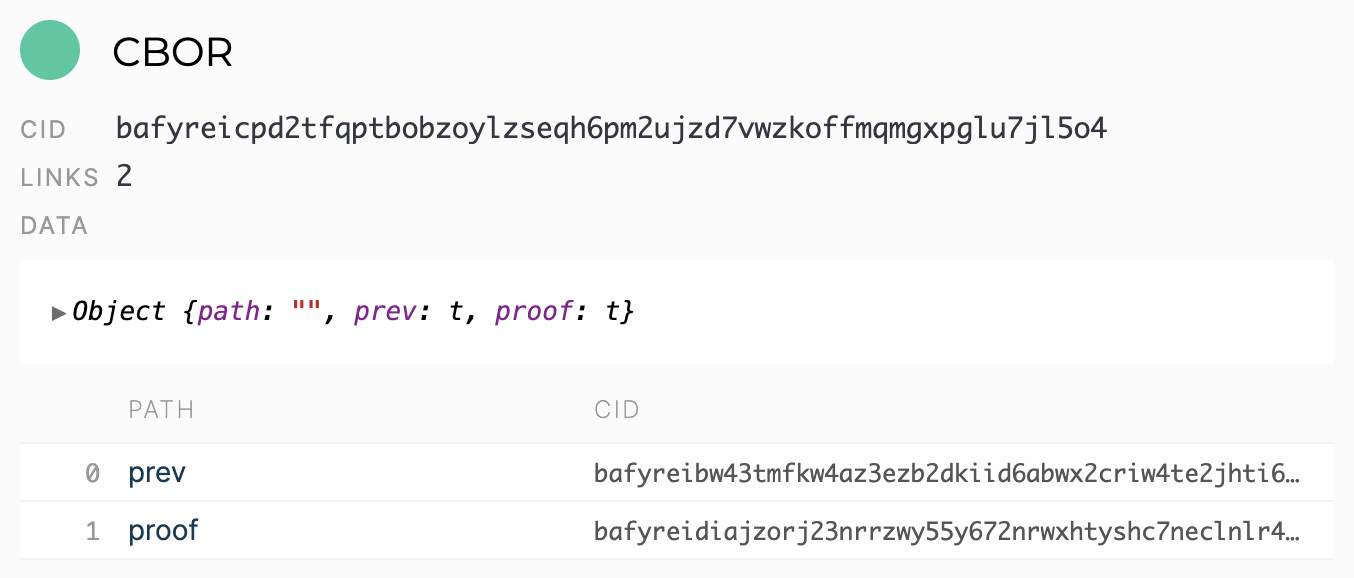 CBOR
CID bafyreicpd2tfqptbobzoylzseqh6pm2ujzd7vwzkoffmqmgxpglu7jl5o4
LINKS 2
DATA
▶Object {path: "", prev: t, proof: t}
PATH CID
0 prev bafyreibw43tmfkw4az3ezb2dkiid6abwx2criw4te2jhti6…
1 proof bafyreidiajzorj23nrrzwy55y672nrwxhtyshc7neclnlr4…